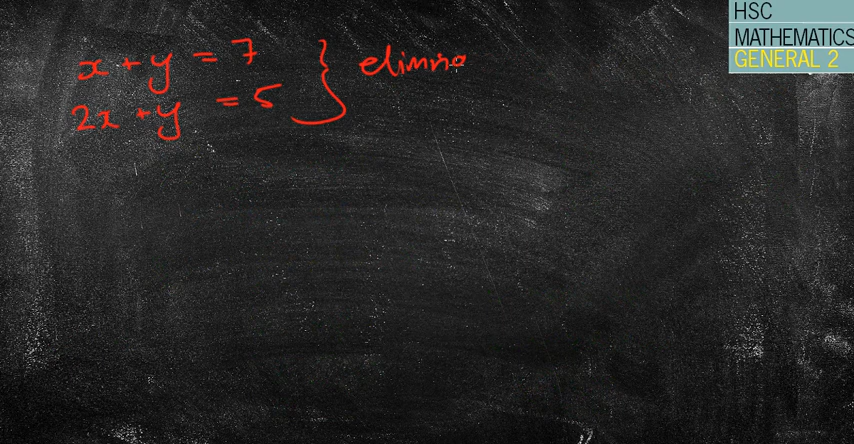 x + y = 7
2x + y = 5
elimina
HSC
MATHEMATICS
GENERAL 2